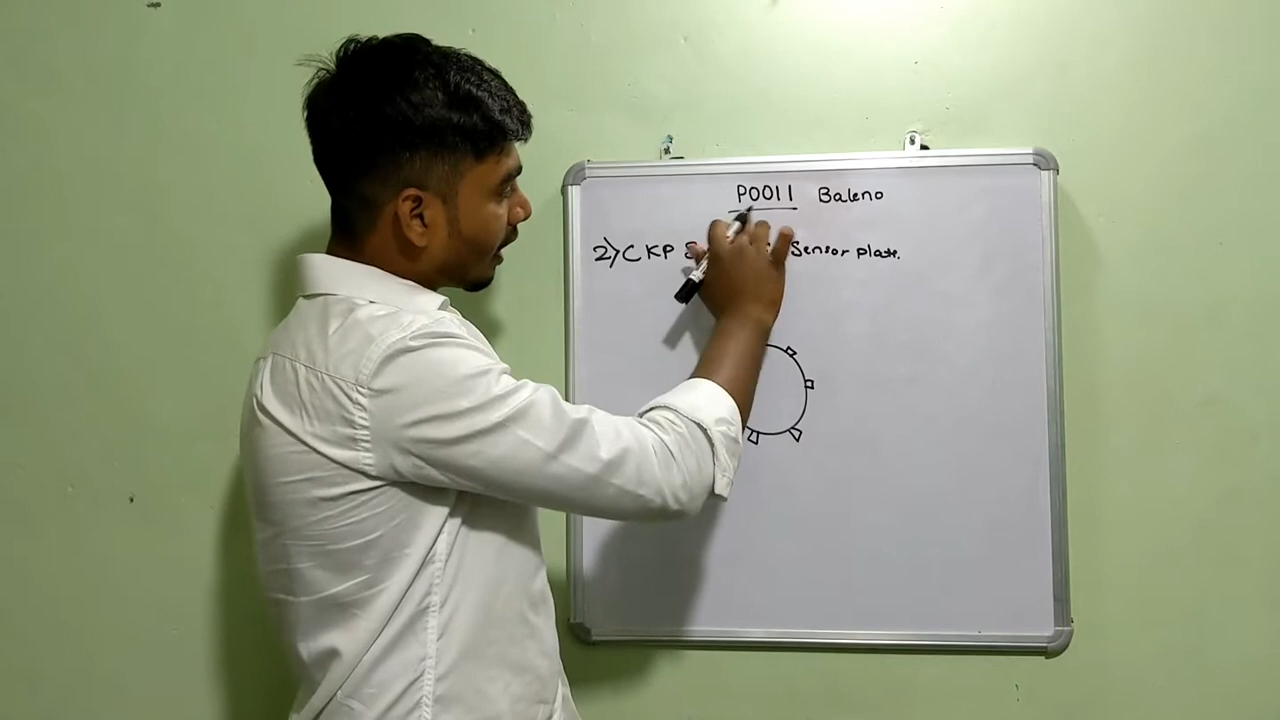 P0011 Baleno
2) CKP Sensor plate.